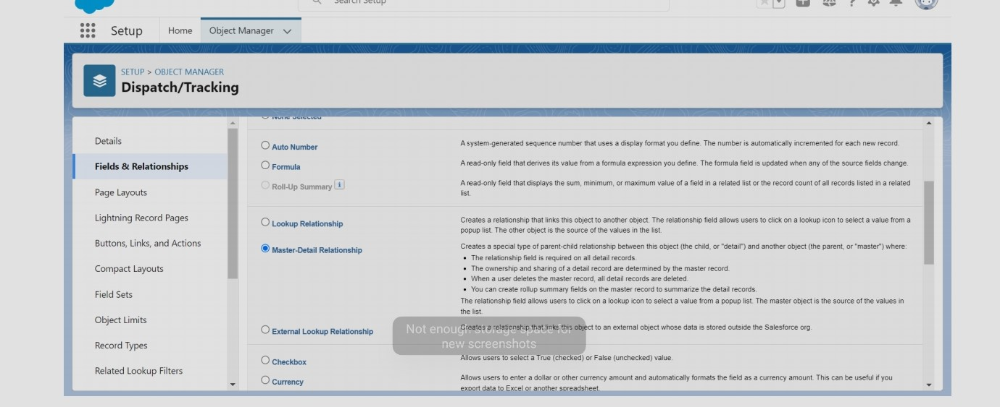 Search Setup
Setup
Home
Object Manager
SETUP > OBJECT MANAGER
Dispatch/Tracking
Details
Fields & Relationships
Page Layouts
Lightning Record Pages
Buttons, Links, and Actions
Compact Layouts
Field Sets
Object Limits
Record Types
Related Lookup Filters
None Selected
Auto Number
A system-generated sequence number that uses a display format you define. The number is automatically incremented for each new record.
Formula
A read-only field that derives its value from a formula expression you define. The formula field is updated when any of the source fields change.
Roll-Up Summary i
A read-only field that displays the sum, minimum, or maximum value of a field in a related list or the record count of all records listed in a related
list.
Lookup Relationship
Creates a relationship that links this object to another object. The relationship field allows users to click on a lookup icon to select a value from a
popup list. The other object is the source of the values in the list.
Master-Detail Relationship
Creates a special type of parent-child relationship between this object (the child, or "detail") and another object (the parent, or "master") where:
• The relationship field is required on all detail records.
• The ownership and sharing of a detail record are determined by the master record.
• When a user deletes the master record, all detail records are deleted.
• You can create rollup summary fields on the master record to summarize the detail records.
The relationship field allows users to click on a lookup icon to select a value from a popup list. The master object is the source of the values in
the list.
External Lookup Relationship
Creates a relationship that links this object to an external object whose data is stored outside the Salesforce org.
Not enough storage space for
new screenshots
Checkbox
Allows users to select a True (checked) or False (unchecked) value.
Currency
Allows users to enter a dollar or other currency amount and automatically formats the field as a currency amount. This can be useful if you
export data to Excel or another spreadsheet.